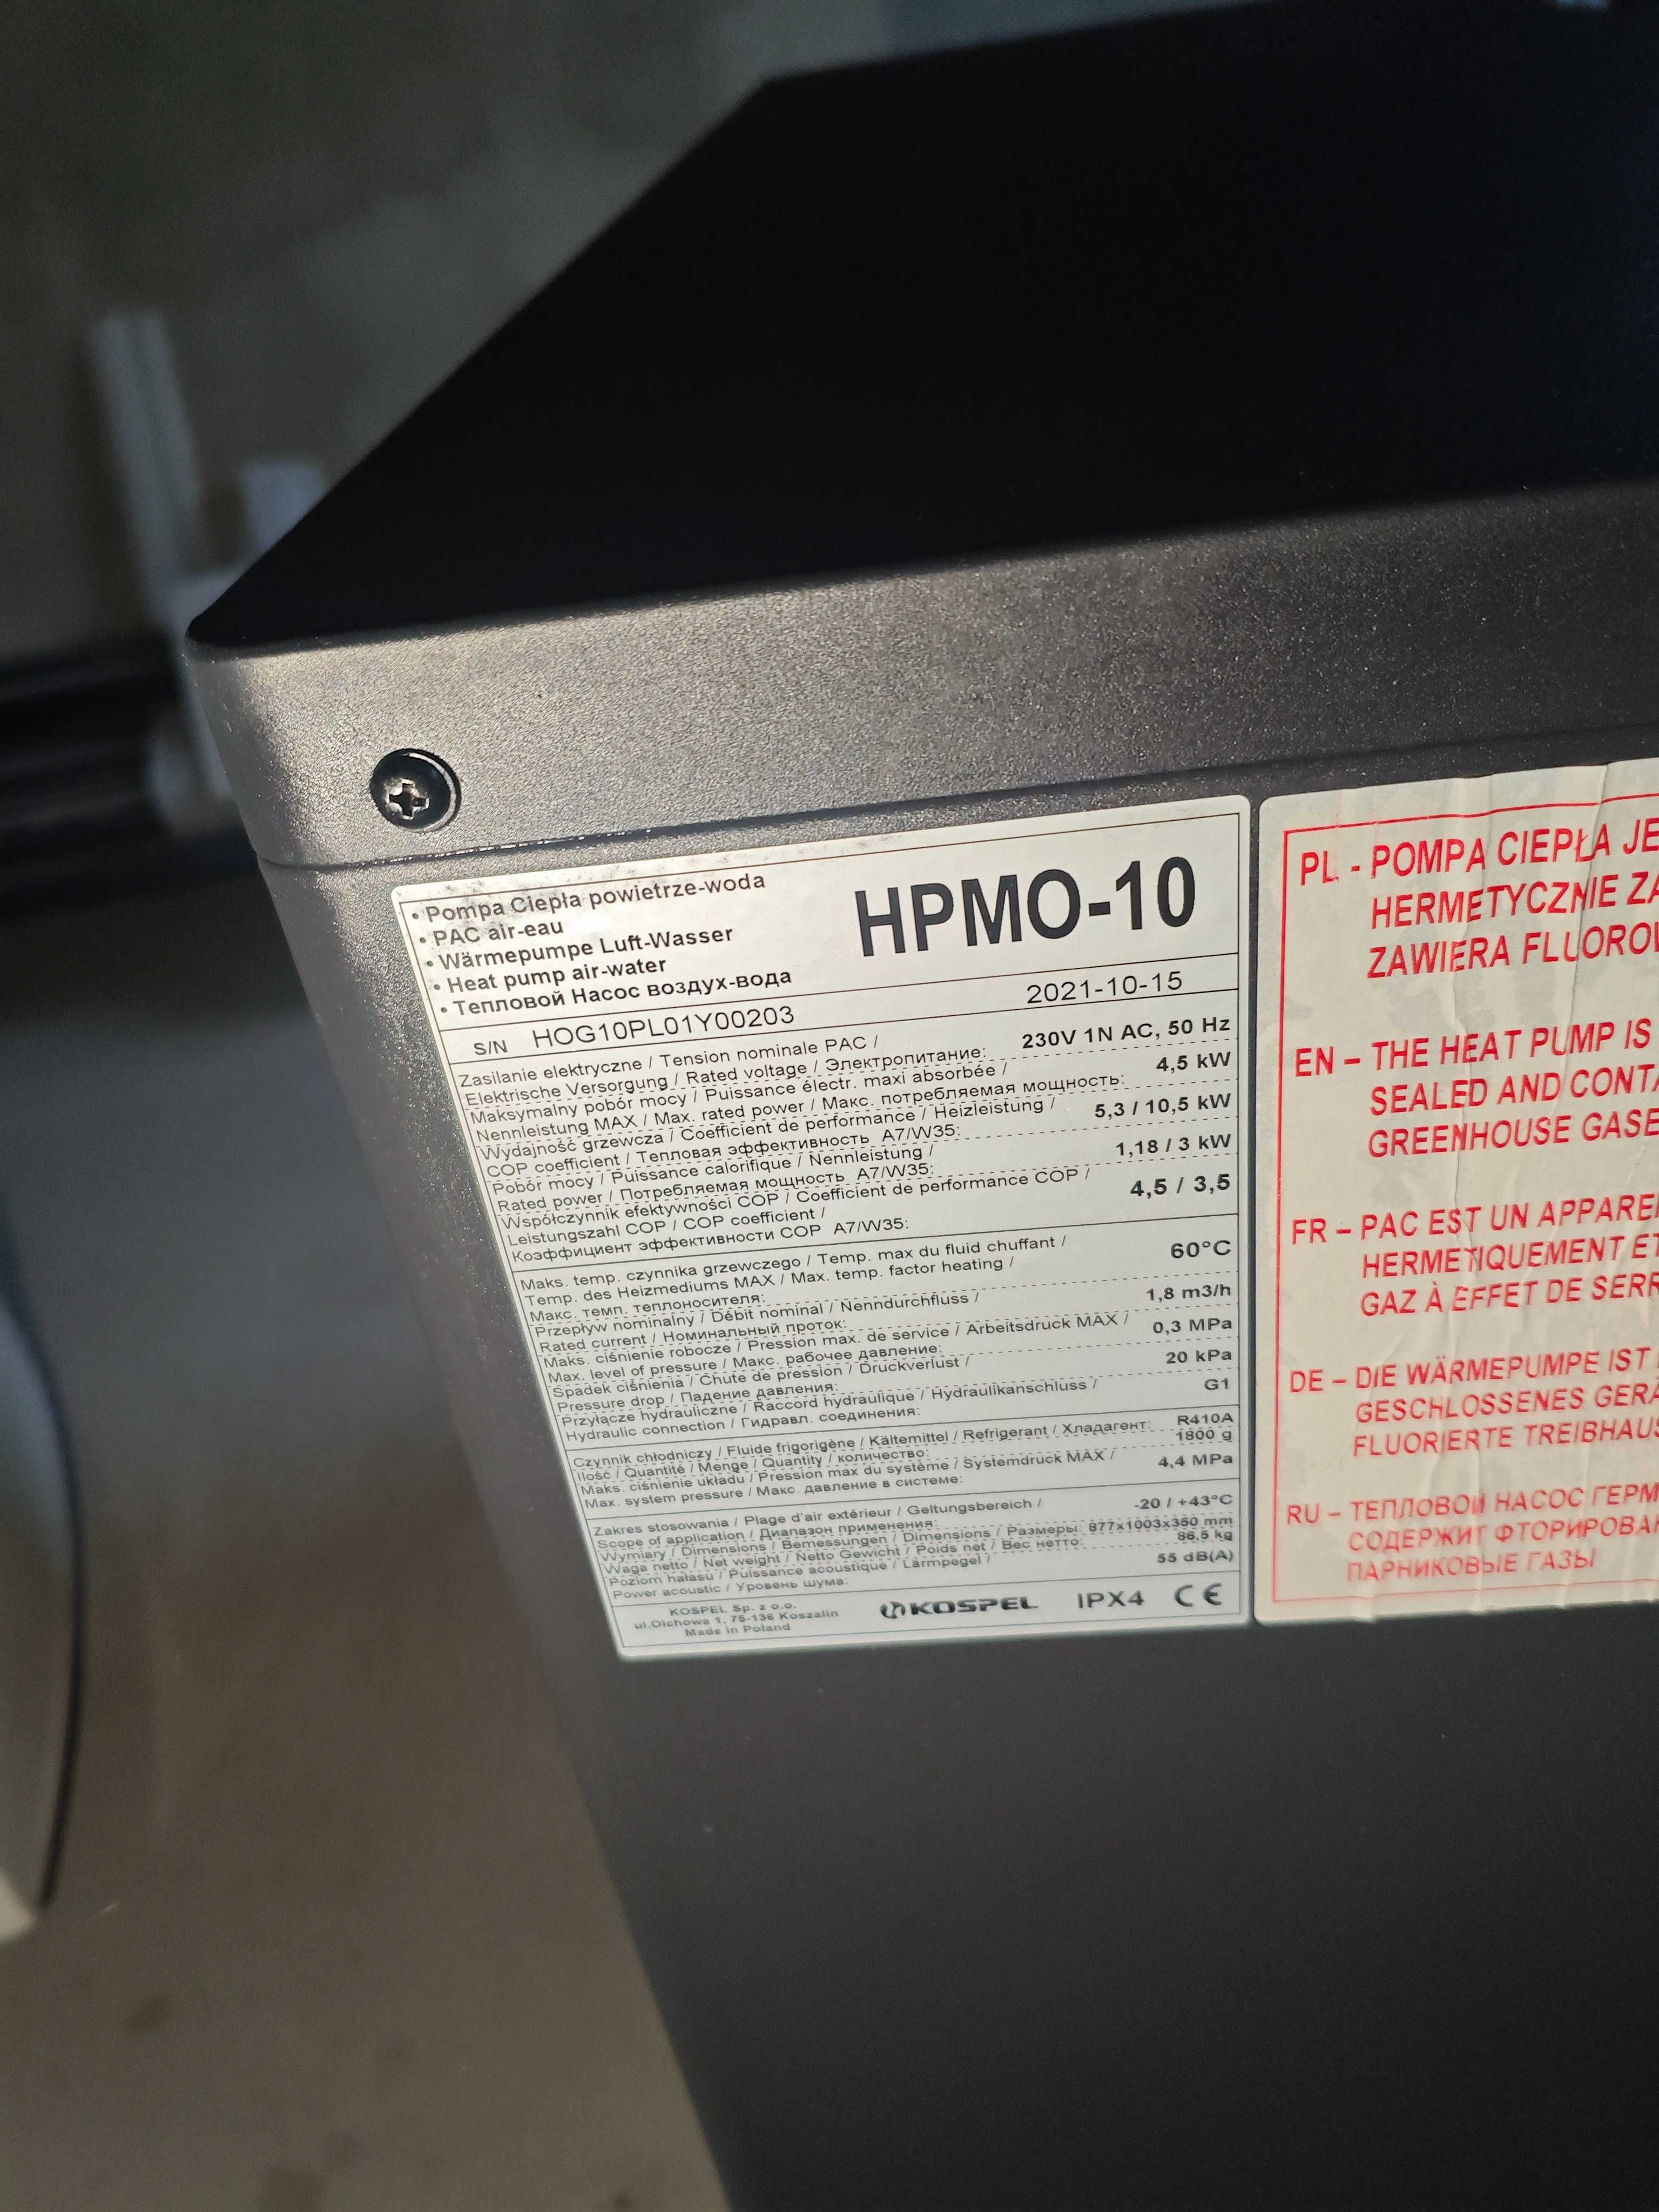 • Pompa Ciepła powietrze-woda
• PAC air-eau
• Wärmepumpe Luft-Wasser
• Heat pump air-water
• Тепловой Насос воздух-вода
HPMO-10
S/N HOG10PL01Y00203 2021-10-15
Zasilanie elektryczne / Tension nominale PAC /
Elektrische Versorgung / Rated voltage / Электропитание: 230V 1N AC, 50 Hz
Maksymalny pobór mocy / Puissance électr. maxi absorbée /
Nennleistung MAX / Max. rated power / Макс. потребляемая мощность: 4,5 kW
Wydajność grzewcza / Coefficient de performance / Heizleistung /
COP coefficient / Тепловая эффективность A7/W35: 5,3 / 10,5 kW
Pobór mocy / Puissance calorifique / Nennleistung /
Rated power / Потребляемая мощность A7/W35: 1,18 / 3 kW
Współczynnik efektywności COP / Coefficient de performance COP /
Leistungszahl COP / COP coefficient /
Коэффициент эффективности COP A7/W35: 4,5 / 3,5
Maks. temp. czynnika grzewczego / Temp. max du fluid chuffant /
Temp. des Heizmediums MAX / Max. temp. factor heating /
Макс. темп. теплоносителя: 60°C
Przepływ nominalny / Débit nominal / Nenndurchfluss /
Rated current / Номинальный проток: 1,8 m3/h
Maks. ciśnienie robocze / Pression max. de service / Arbeitsdruck MAX /
Max. level of pressure / Макс. рабочее давление: 0,3 MPa
Spadek ciśnienia / Chute de pression / Druckverlust /
Pressure drop / Падение давления: 20 kPa
Przyłącze hydrauliczne / Raccord hydraulique / Hydraulikanschluss /
Hydraulic connection / Гидравл. соединения: G1
Czynnik chłodniczy / Fluide frigorigène / Kältemittel / Refrigerant / Хладагент: R410A
Ilość / Quantité / Menge / Quantity / количество: 1800 g
Maks. ciśnienie układu / Pression max du système / Systemdruck MAX /
Max. system pressure / Макс. давление в системе: 4,4 MPa
Zakres stosowania / Plage d'air extérieur / Geltungsbereich /
Scope of application / Диапазон применения: -20 / +43°C
Wymiary / Dimensions / Bemessungen / Dimensions / Размеры: 877x1003x350 mm
Waga netto / Net weight / Netto Gewicht / Poids net / Вес нетто: 86,5 kg
Poziom hałasu / Puissance acoustique / Lärmpegel /
Power acoustic / Уровень шума: 55 dB(A)
KOSPEL Sp. z o.o.
ul.Olchowa 1, 75-136 Koszalin
Made in Poland
KOSPEL IPX4 CE
PL - POMPA CIEPŁA JE
HERMETYCZNIE ZA
ZAWIERA FLUOROW
EN – THE HEAT PUMP IS
SEALED AND CONTA
GREENHOUSE GASE
FR – PAC EST UN APPAREI
HERMETIQUEMENT ET
GAZ À EFFET DE SERR
DE – DIE WÄRMEPUMPE IST
GESCHLOSSENES GERÄ
FLUORIERTE TREIBHAUS
RU – ТЕПЛОВОЙ НАСОС ГЕРМ
СОДЕРЖИТ ФТОРИРОВАН
ПАРНИКОВЫЕ ГАЗЫ